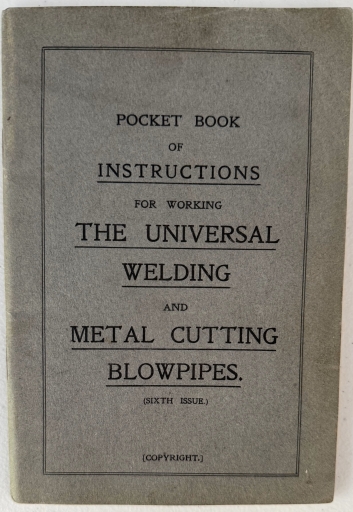 POCKET BOOK
OF
INSTRUCTIONS
FOR WORKING
THE UNIVERSAL
WELDING
AND
METAL CUTTING
BLOWPIPES.
(SIXTH ISSUE.)
[COPYRIGHT.]